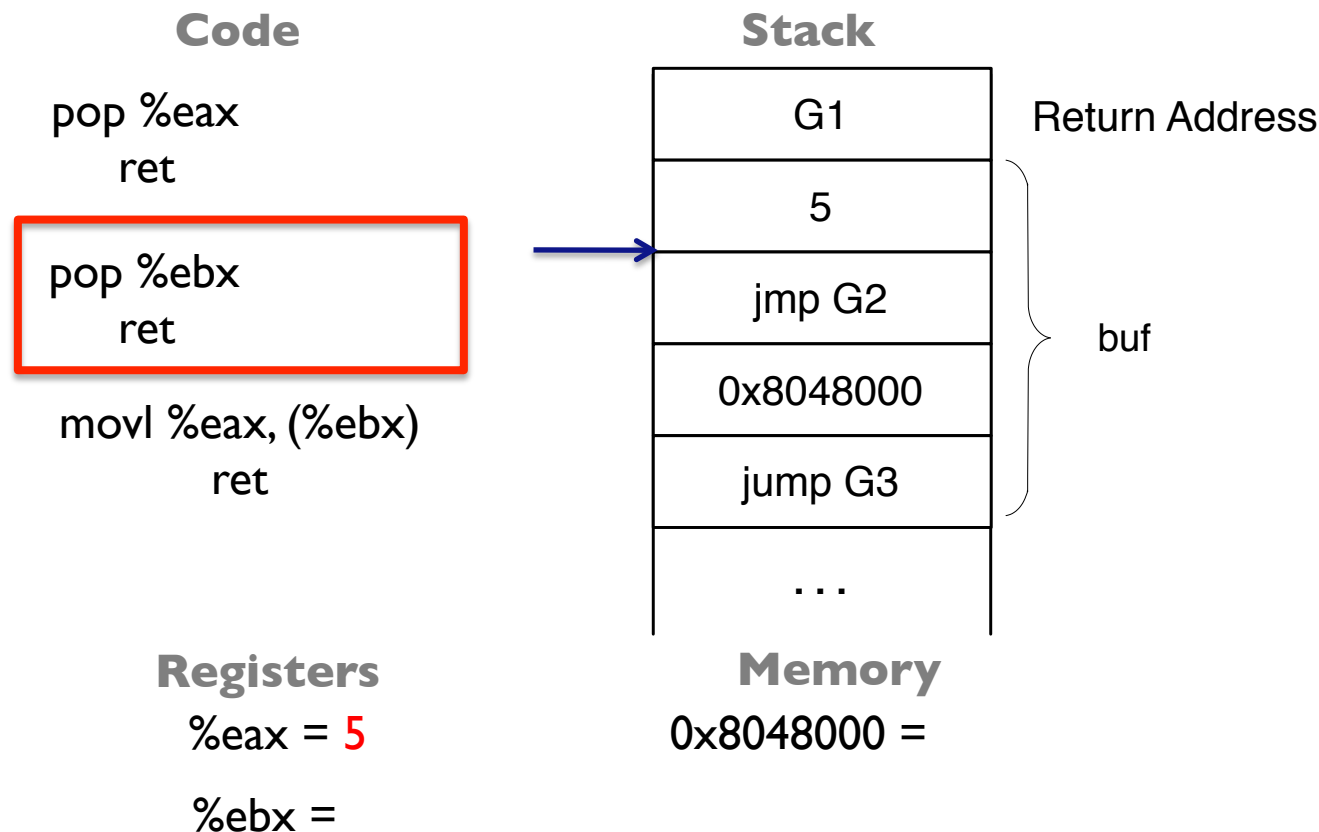 Code
pop %eax
ret
pop %ebx
ret
movl %eax, (%ebx)
ret
Stack
G1
Return Address
5
jmp G2
0x8048000
jump G3
. . .
buf
Registers
%eax = 5
%ebx =
Memory
0x8048000 =